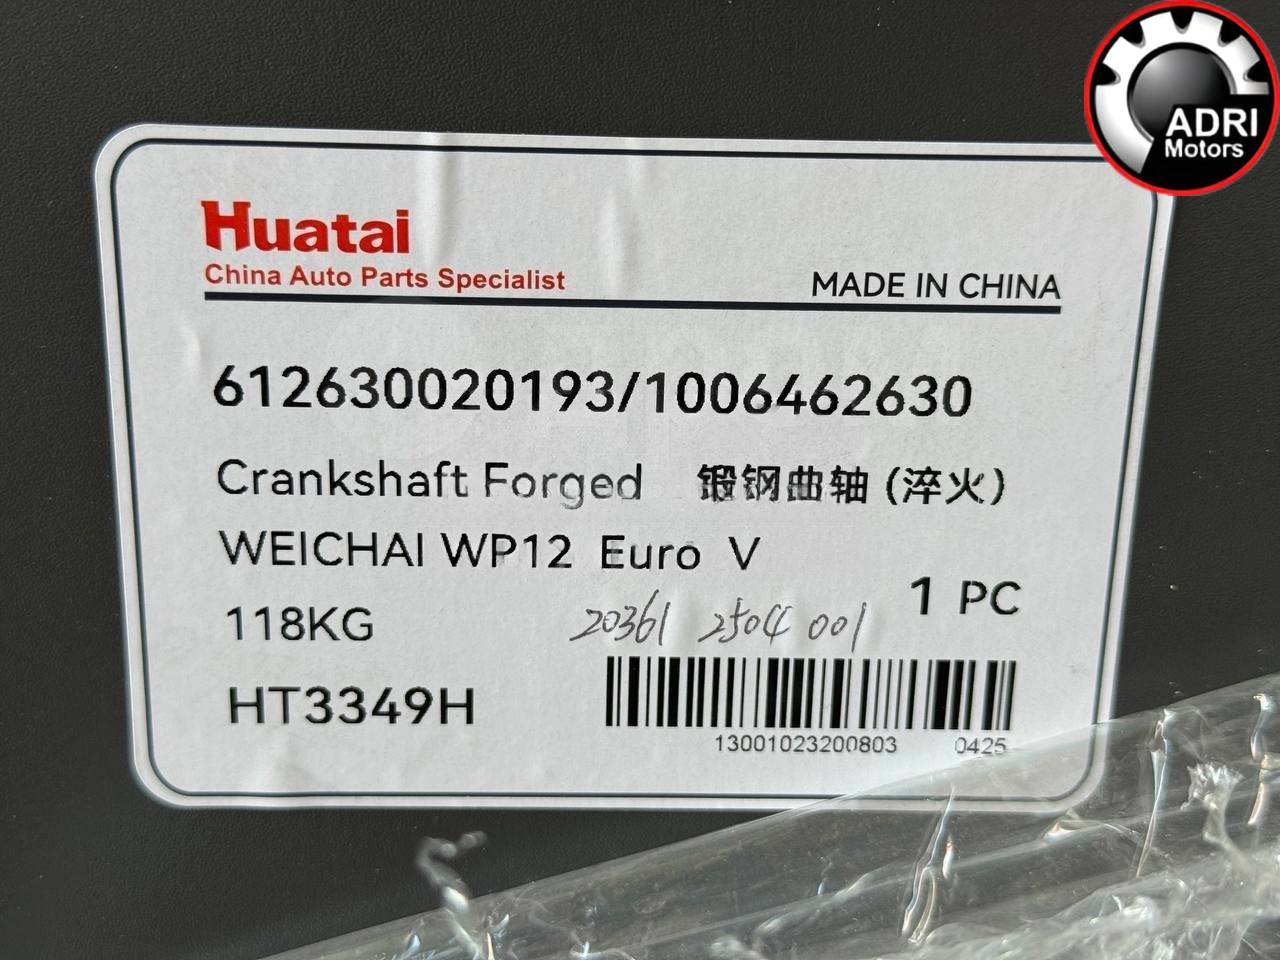 ADRI
Motors
Huatai
China Auto Parts Specialist
MADE IN CHINA
612630020193/1006462630
Crankshaft Forged 锻钢曲轴 (淬火)
WEICHAI WP12 Euro V
1 PC
118KG
20361 2504 001
HT3349H
13001023200803 0425